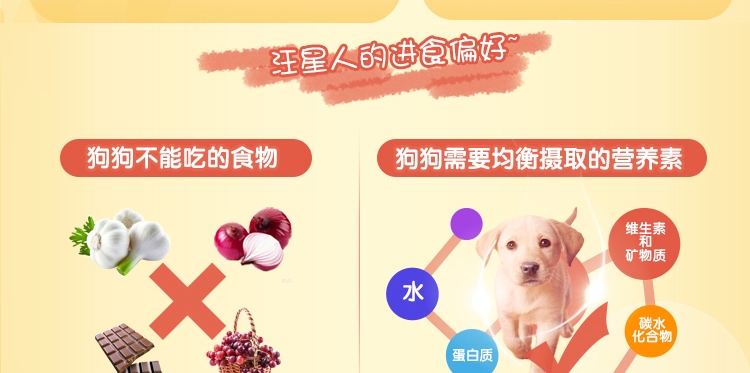 汪星人的进食偏好~
狗狗不能吃的食物
狗狗需要均衡摄取的营养素
维生素
和
矿物质
水
碳水
化合物
蛋白质